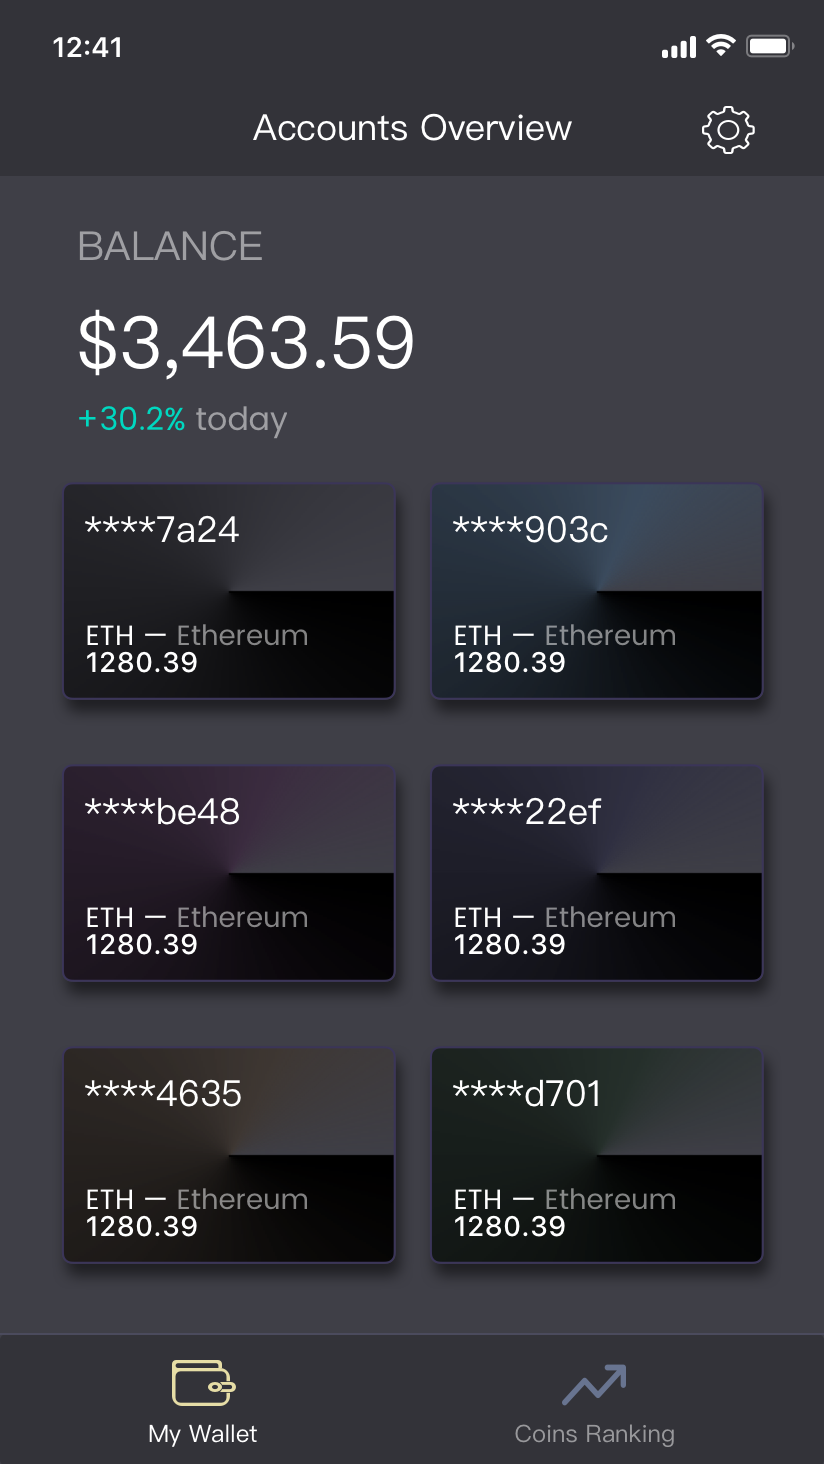 12:41
Accounts Overview
BALANCE
$3,463.59
+30.2% today
****7a24
ETH — Ethereum
1280.39
****903c
ETH — Ethereum
1280.39
****be48
ETH — Ethereum
1280.39
****22ef
ETH — Ethereum
1280.39
****4635
ETH — Ethereum
1280.39
****d701
ETH — Ethereum
1280.39
My Wallet
Coins Ranking